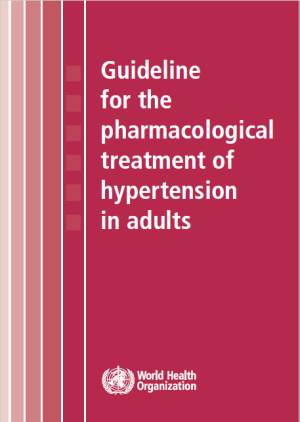 Guideline
for the
pharmacological
treatment of
hypertension
in adults
World Health
Organization